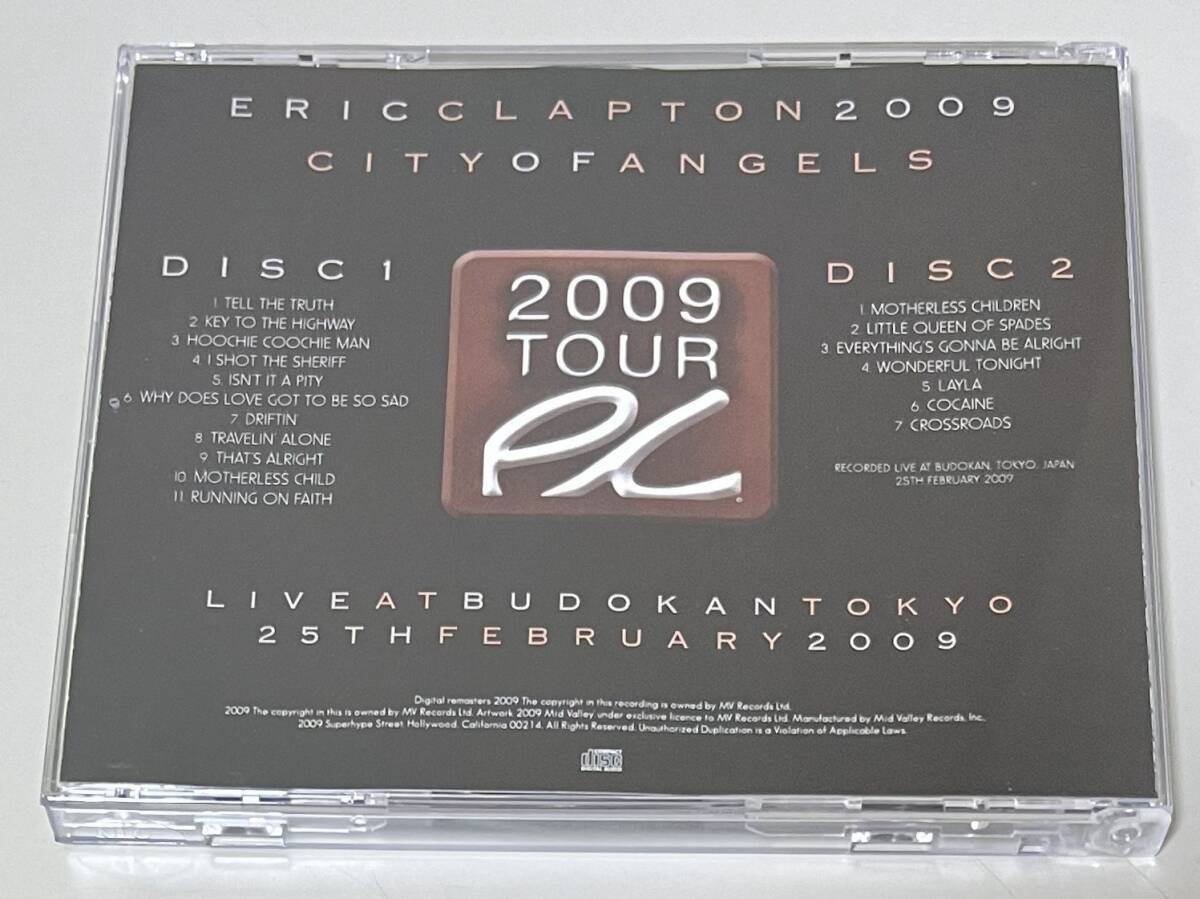 ERIC CLAPTON 2009
CITY OF ANGELS
DISC 1
1. TELL THE TRUTH
2. KEY TO THE HIGHWAY
3. HOOCHIE COOCHIE MAN
4. I SHOT THE SHERIFF
5. ISN'T IT A PITY
6. WHY DOES LOVE GOT TO BE SO SAD
7. DRIFTIN'
8. TRAVELIN' ALONE
9. THAT'S ALRIGHT
10. MOTHERLESS CHILD
11. RUNNING ON FAITH
2009
TOUR
DISC 2
1. MOTHERLESS CHILDREN
2. LITTLE QUEEN OF SPADES
3. EVERYTHING'S GONNA BE ALRIGHT
4. WONDERFUL TONIGHT
5. LAYLA
6. COCAINE
7. CROSSROADS
RECORDED LIVE AT BUDOKAN, TOKYO, JAPAN
25TH FEBRUARY 2009
LIVE AT BUDOKAN TOKYO
25TH FEBRUARY 2009
Digital remasters 2009 The copyright in this recording is owned by MV Records Ltd.
2009 The copyright in this is owned by MV Records Ltd. Artwork 2009 Mid Valley under exclusive licence to MV Records Ltd. Manufactured by Mid Valley Records, Inc.,
2009 Superhype Street Hollywood, California 00214. All Rights Reserved. Unauthorized Duplication is a Violation of Applicable Laws.
disc
DIGITAL AUDIO